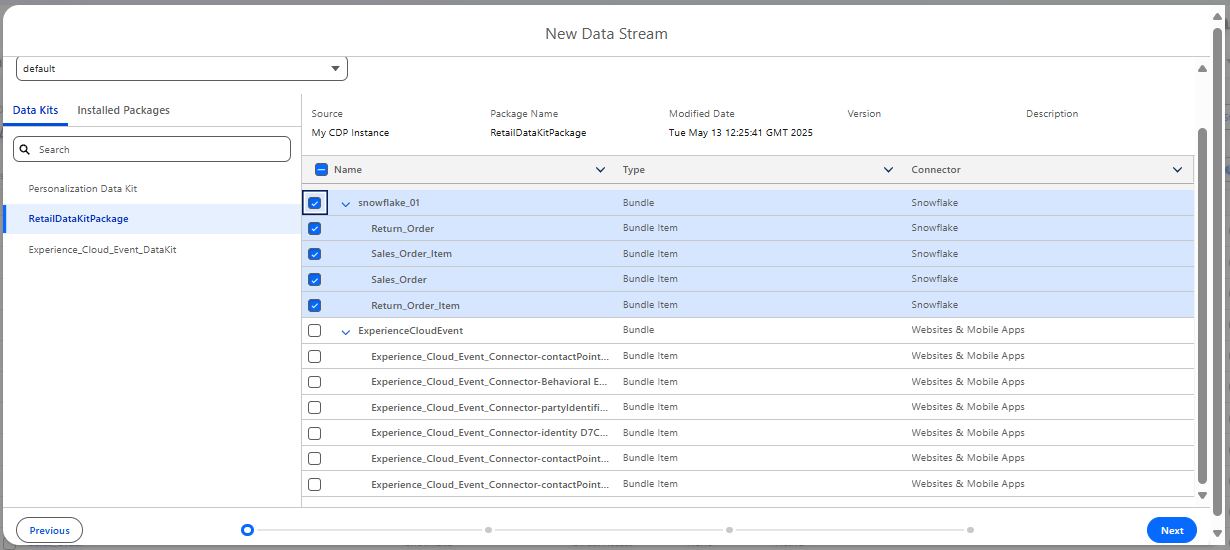 New Data Stream
default
Data Kits Installed Packages
Search
Personalization Data Kit
RetailDataKitPackage
Experience_Cloud_Event_DataKit
Source Package Name Modified Date Version Description
My CDP Instance RetailDataKitPackage Tue May 13 12:25:41 GMT 2025
Name Type Connector
snowflake_01 Bundle Snowflake
Return_Order Bundle Item Snowflake
Sales_Order_Item Bundle Item Snowflake
Sales_Order Bundle Item Snowflake
Return_Order_Item Bundle Item Snowflake
ExperienceCloudEvent Bundle Websites & Mobile Apps
Experience_Cloud_Event_Connector-contactPoint... Bundle Item Websites & Mobile Apps
Experience_Cloud_Event_Connector-Behavioral E... Bundle Item Websites & Mobile Apps
Experience_Cloud_Event_Connector-partyIdentifi... Bundle Item Websites & Mobile Apps
Experience_Cloud_Event_Connector-identity D7C... Bundle Item Websites & Mobile Apps
Experience_Cloud_Event_Connector-contactPoint... Bundle Item Websites & Mobile Apps
Experience_Cloud_Event_Connector-contactPoint... Bundle Item Websites & Mobile Apps
Previous Next